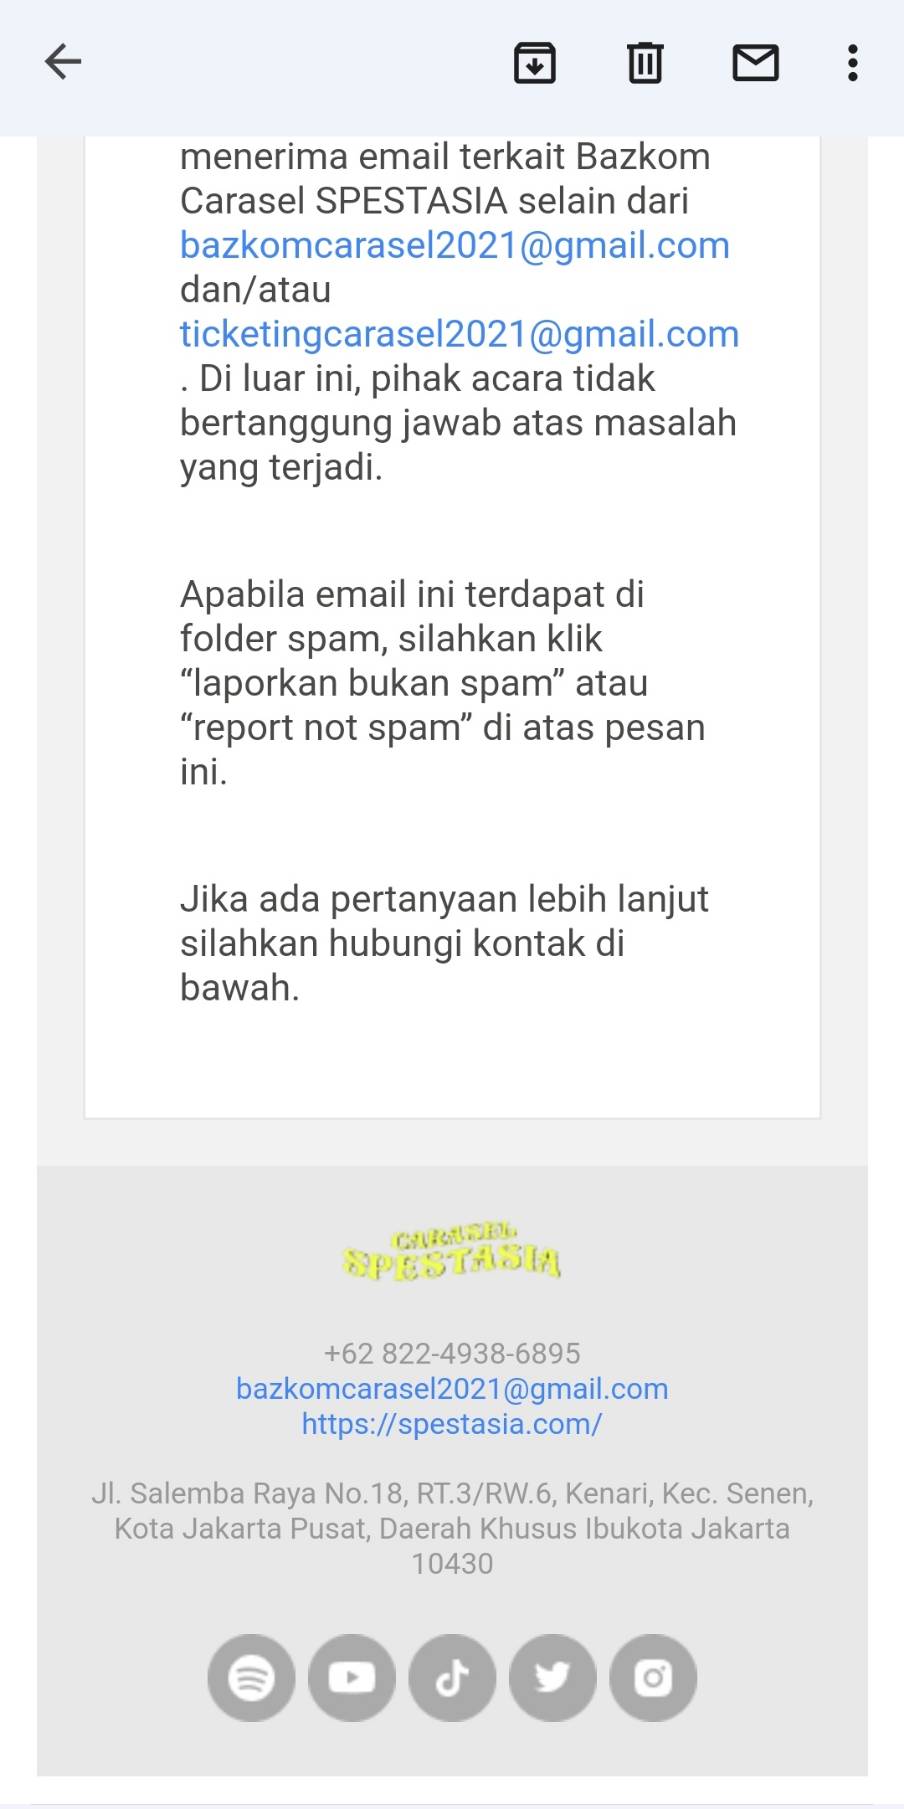 menerima email terkait Bazkom
Carasel SPESTASIA selain dari
bazkomcarasel2021@gmail.com
dan/atau
ticketingcarasel2021@gmail.com
. Di luar ini, pihak acara tidak
bertanggung jawab atas masalah
yang terjadi.
Apabila email ini terdapat di
folder spam, silahkan klik
“laporkan bukan spam” atau
“report not spam” di atas pesan
ini.
Jika ada pertanyaan lebih lanjut
silahkan hubungi kontak di
bawah.
CARASEL
SPESTASIA
+62 822-4938-6895
bazkomcarasel2021@gmail.com
https://spestasia.com/
Jl. Salemba Raya No.18, RT.3/RW.6, Kenari, Kec. Senen,
Kota Jakarta Pusat, Daerah Khusus Ibukota Jakarta
10430